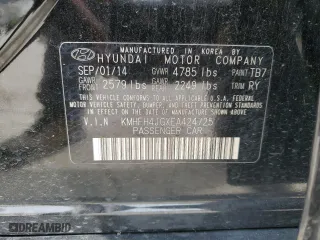 MANUFACTURED IN KOREA BY
HYUNDAI MOTOR COMPANY
SEP/01/14 GVWR 4785 lbs PAINT TB7
GAWR FRONT 2579 lbs GAWR REAR 2249 lbs TRIM RY
THIS VEHICLE CONFORMS TO ALL APPLICABLE
U.S.A. FEDERAL MOTOR VEHICLE SAFETY, BUMPER,
AND THEFT PREVENTION STANDARDS IN EFFECT ON
THE DATE OF MANUFACTURE SHOWN ABOVE.
V.I.N KMHFH4JGXEA424725
PASSENGER CAR